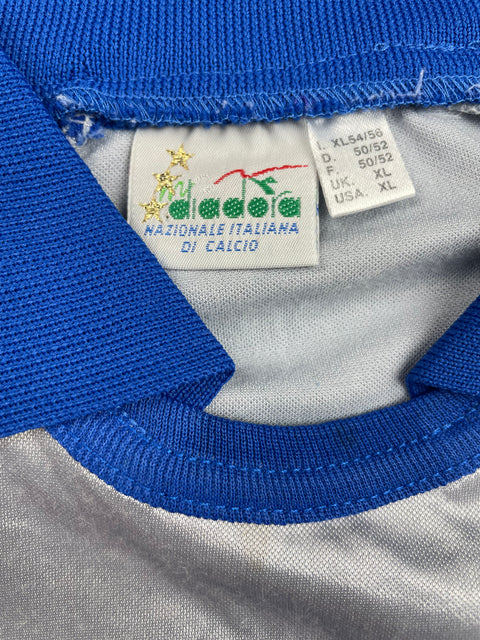 diadora
NAZIONALE ITALIANA
DI CALCIO
I. XL54/56
D. 50/52
F. 50/52
UK. XL
USA. XL